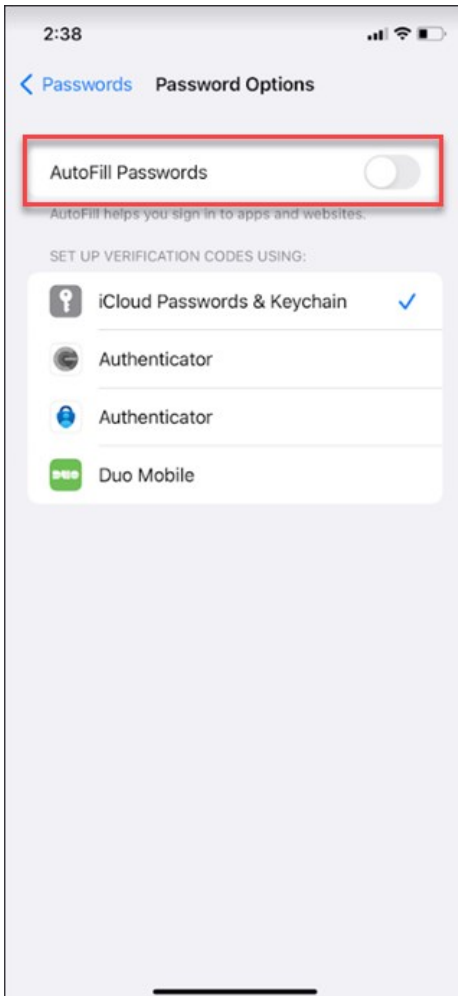 2:38
Passwords Password Options
AutoFill Passwords
AutoFill helps you sign in to apps and websites.
SET UP VERIFICATION CODES USING:
iCloud Passwords & Keychain
Authenticator
Authenticator
DUO Duo Mobile